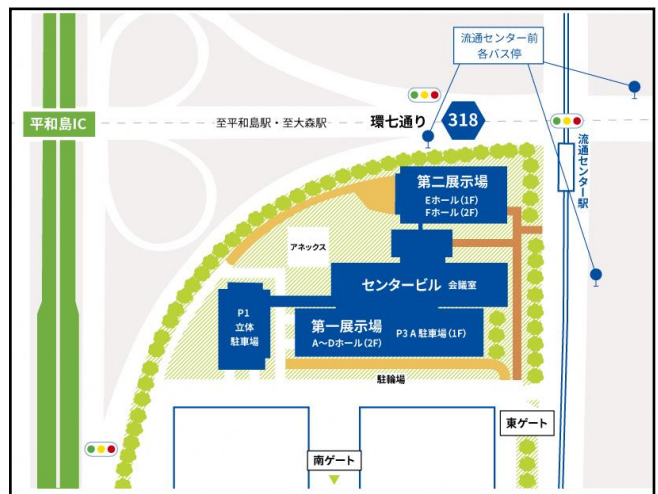 流通センター前
各バス停
平和島IC
至平和島駅・至大森駅
環七通り
318
流通センター駅
第二展示場
Eホール(1F)
Fホール(2F)
アネックス
センタービル 会議室
P1
立体
駐車場
第一展示場
A〜Dホール(2F)
P3 A 駐車場(1F)
駐輪場
東ゲート
南ゲート